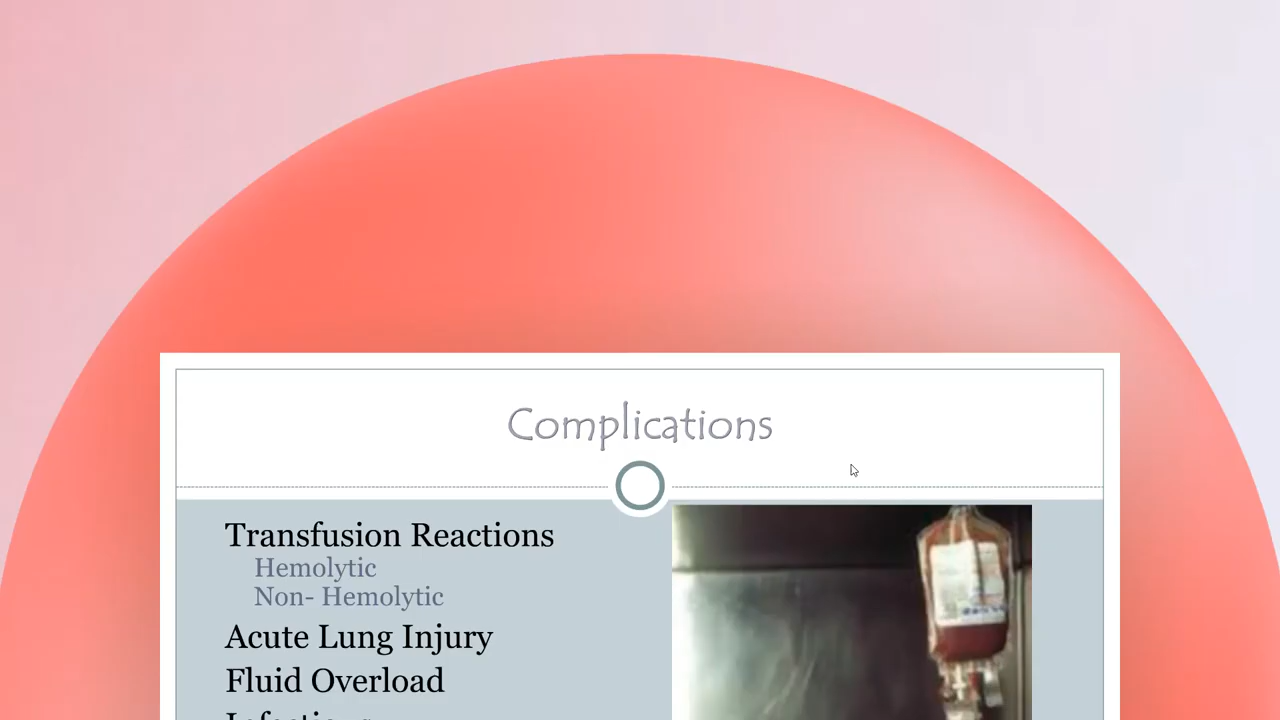 Complications
Transfusion Reactions
Hemolytic
Non- Hemolytic
Acute Lung Injury
Fluid Overload